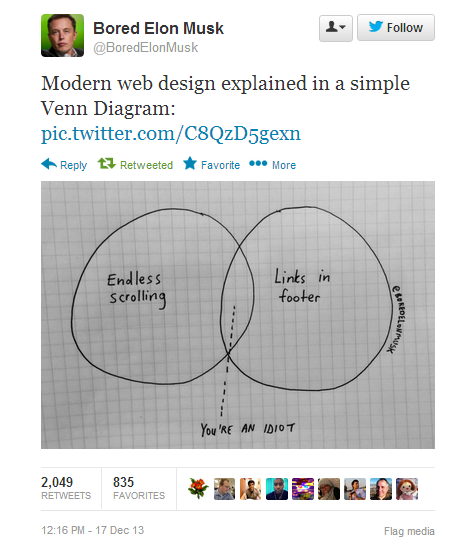 Bored Elon Musk
@BoredElonMusk
Follow
Modern web design explained in a simple
Venn Diagram:
pic.twitter.com/C8QzD5gexn
Reply Retweeted Favorite More
Endless
scrolling
Links in
footer
@BOREDELONMUSK
YOU'RE AN IDIOT
2,049
RETWEETS
835
FAVORITES
12:16 PM - 17 Dec 13
Flag media